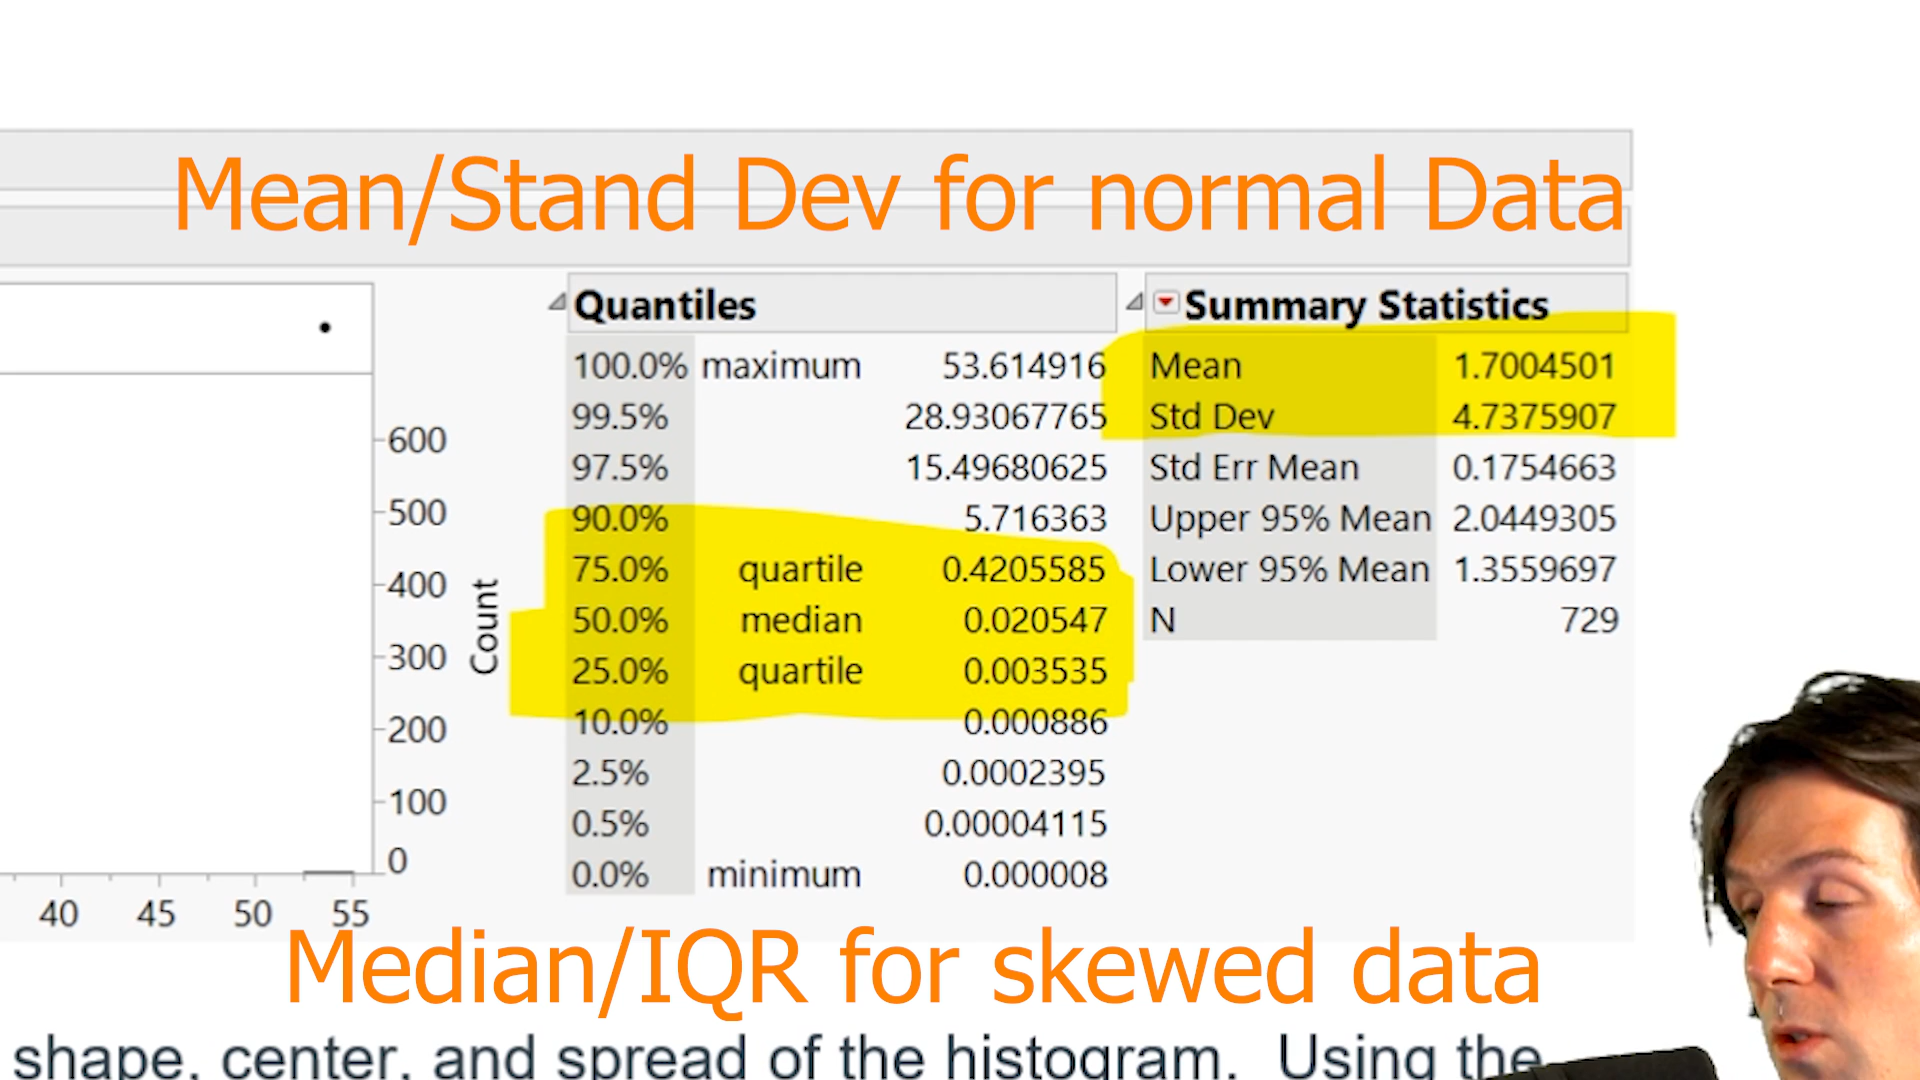 Mean/Stand Dev for normal Data
Quantiles
100.0% maximum 53.614916
99.5% 28.93067765
97.5% 15.49680625
90.0% 5.716363
75.0% quartile 0.4205585
50.0% median 0.020547
25.0% quartile 0.003535
10.0% 0.000886
2.5% 0.0002395
0.5% 0.00004115
0.0% minimum 0.000008
Summary Statistics
Mean 1.7004501
Std Dev 4.7375907
Std Err Mean 0.1754663
Upper 95% Mean 2.0449305
Lower 95% Mean 1.3559697
N 729
600
500
400
300
200
100
0
Count
40 45 50 55
Median/IQR for skewed data
shape, center, and spread of the histogram. Using the